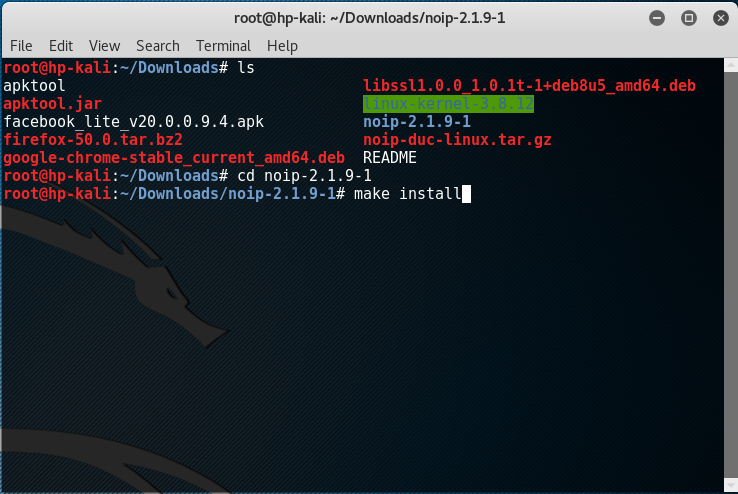 root@hp-kali: ~/Downloads/noip-2.1.9-1
File Edit View Search Terminal Help
root@hp-kali:~/Downloads# ls
apktool libssl1.0.0_1.0.1t-1+deb8u5_amd64.deb
apktool.jar linux-kernel-3.8.12
facebook_lite_v20.0.0.9.4.apk noip-2.1.9-1
firefox-50.0.tar.bz2 noip-duc-linux.tar.gz
google-chrome-stable_current_amd64.deb README
root@hp-kali:~/Downloads# cd noip-2.1.9-1
root@hp-kali:~/Downloads/noip-2.1.9-1# make install